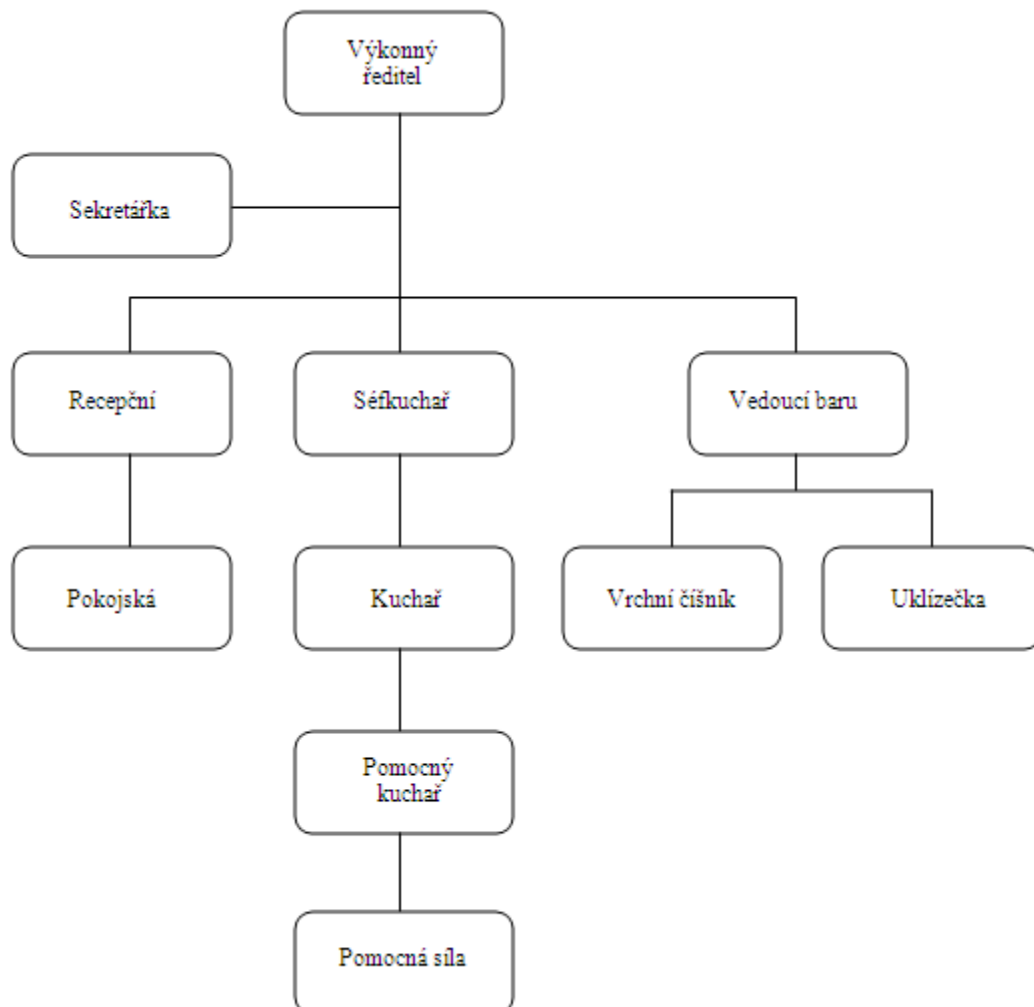 Výkonný
ředitel
Sekretářka
Recepční
Séfkuchař
Vedoucí baru
Pokojská
Kuchař
Vrchní číšník
Uklízečka
Pomocný
kuchař
Pomocná síla